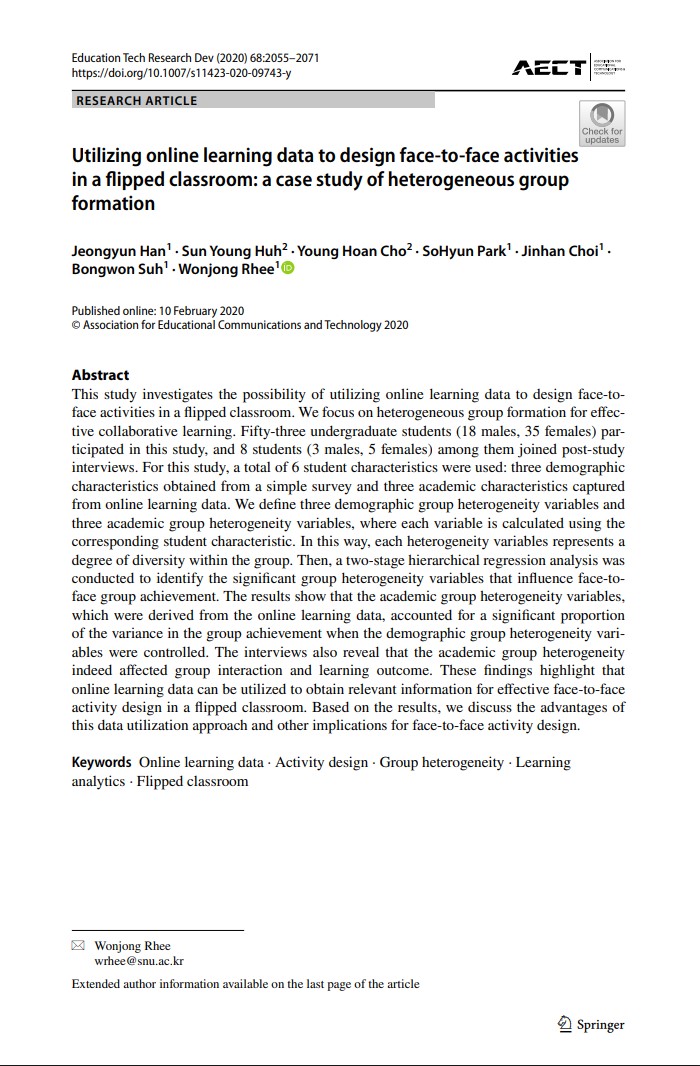 Education Tech Research Dev (2020) 68:2055–2071
https://doi.org/10.1007/s11423-020-09743-y
AECT
RESEARCH ARTICLE
Check for
updates
Utilizing online learning data to design face-to-face activities
in a flipped classroom: a case study of heterogeneous group
formation
Jeongyun Han1 · Sun Young Huh2 · Young Hoan Cho2 · SoHyun Park1 · Jinhan Choi1 ·
Bongwon Suh1 · Wonjong Rhee1 iD
Published online: 10 February 2020
© Association for Educational Communications and Technology 2020
Abstract
This study investigates the possibility of utilizing online learning data to design face-to-
face activities in a flipped classroom. We focus on heterogeneous group formation for effec-
tive collaborative learning. Fifty-three undergraduate students (18 males, 35 females) par-
ticipated in this study, and 8 students (3 males, 5 females) among them joined post-study
interviews. For this study, a total of 6 student characteristics were used: three demographic
characteristics obtained from a simple survey and three academic characteristics captured
from online learning data. We define three demographic group heterogeneity variables and
three academic group heterogeneity variables, where each variable is calculated using the
corresponding student characteristic. In this way, each heterogeneity variables represents a
degree of diversity within the group. Then, a two-stage hierarchical regression analysis was
conducted to identify the significant group heterogeneity variables that influence face-to-
face group achievement. The results show that the academic group heterogeneity variables,
which were derived from the online learning data, accounted for a significant proportion
of the variance in the group achievement when the demographic group heterogeneity vari-
ables were controlled. The interviews also reveal that the academic group heterogeneity
indeed affected group interaction and learning outcome. These findings highlight that
online learning data can be utilized to obtain relevant information for effective face-to-face
activity design in a flipped classroom. Based on the results, we discuss the advantages of
this data utilization approach and other implications for face-to-face activity design.
Keywords Online learning data · Activity design · Group heterogeneity · Learning
analytics · Flipped classroom
Wonjong Rhee
wrhee@snu.ac.kr
Extended author information available on the last page of the article
Springer